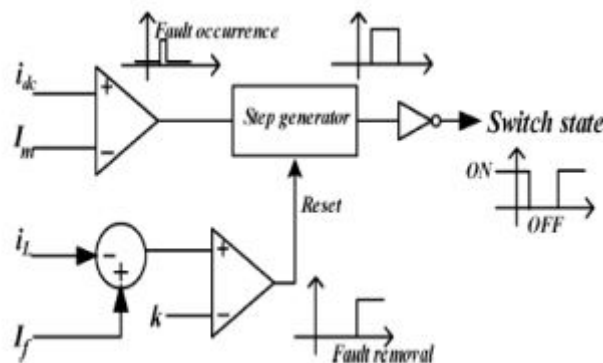 Fault occurrence
i_dc
+
I_m
−
Step generator
Switch state
ON
OFF
Reset
i_L
−
+
+
k
−
I_f
Fault removal